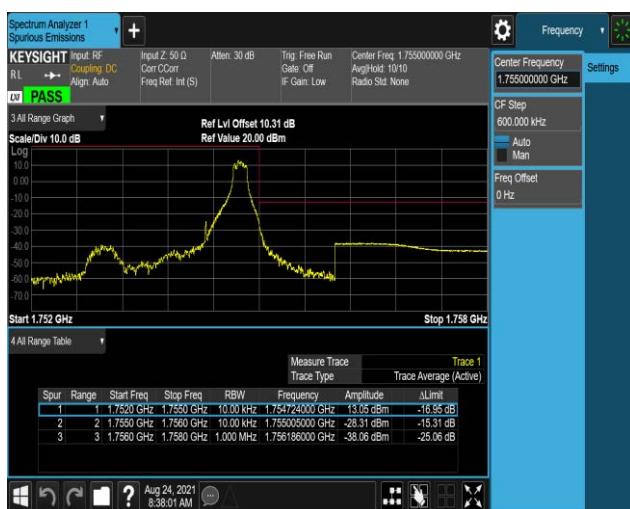 Spectrum Analyzer 1
Spurious Emissions
+
Frequency
KEYSIGHT Input: RF Input Z: 50 Ω Atten: 30 dB Trig: Free Run Center Freq: 1.755000000 GHz
RL Coupling: DC Corr CCorr Gate: Off Avg|Hold: 10/10
Align: Auto Freq Ref: Int (S) IF Gain: Low Radio Std: None
LXI PASS
Center Frequency
1.755000000 GHz
Settings
CF Step
600.000 kHz
Auto
Man
Freq Offset
0 Hz
3 All Range Graph
Ref Lvl Offset 10.31 dB
Scale/Div 10.0 dB Ref Value 20.00 dBm
Log
10.0
0.00
-10.0
-20.0
-30.0
-40.0
-50.0
-60.0
-70.0
Start 1.752 GHz Stop 1.758 GHz
4 All Range Table
Measure Trace Trace 1
Trace Type Trace Average (Active)
Spur Range Start Freq Stop Freq RBW Frequency Amplitude ΔLimit
1 1 1.7520 GHz 1.7550 GHz 10.00 kHz 1.754724000 GHz 13.05 dBm -16.95 dB
2 2 1.7550 GHz 1.7560 GHz 10.00 kHz 1.755005000 GHz -28.31 dBm -15.31 dB
3 3 1.7560 GHz 1.7580 GHz 1.000 MHz 1.756186000 GHz -38.06 dBm -25.06 dB
? Aug 24, 2021
8:38:01 AM